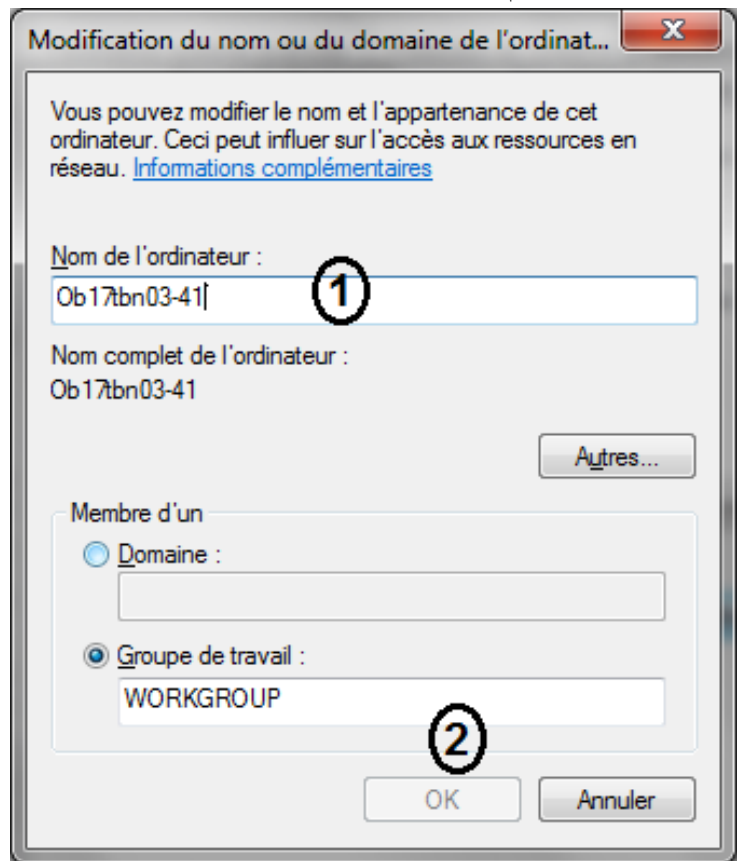 Modification du nom ou du domaine de l'ordinat...
Vous pouvez modifier le nom et l'appartenance de cet
ordinateur. Ceci peut influer sur l'accès aux ressources en
réseau. Informations complémentaires
Nom de l'ordinateur :
Ob17tbn03-41
1
Nom complet de l'ordinateur :
Ob17tbn03-41
Autres...
Membre d'un
Domaine :
Groupe de travail :
WORKGROUP
2
OK
Annuler